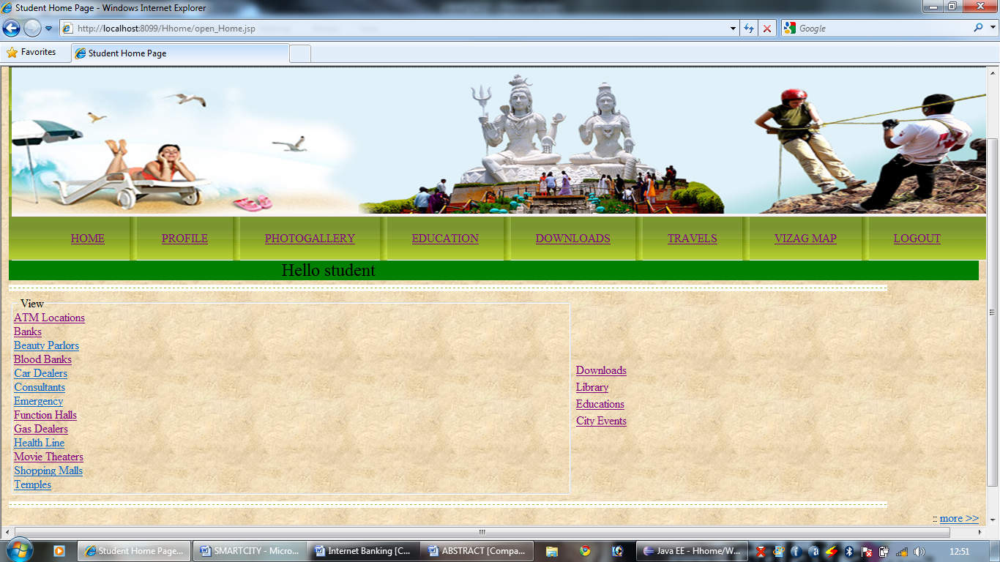 Student Home Page - Windows Internet Explorer
http://localhost:8099/Hhome/open_Home.jsp
Google
Favorites
Student Home Page
HOME PROFILE PHOTOGALLERY EDUCATION DOWNLOADS TRAVELS VIZAG MAP LOGOUT
Hello student
View
ATM Locations
Banks
Beauty Parlors
Blood Banks
Car Dealers
Consultants
Emergency
Function Halls
Gas Dealers
Health Line
Movie Theaters
Shopping Malls
Temples
Downloads
Library
Educations
City Events
:: more >>
Student Home Page... SMARTCITY - Micro... Internet Banking [C... ABSTRACT [Compa... Java EE - Hhome/W... 12:51